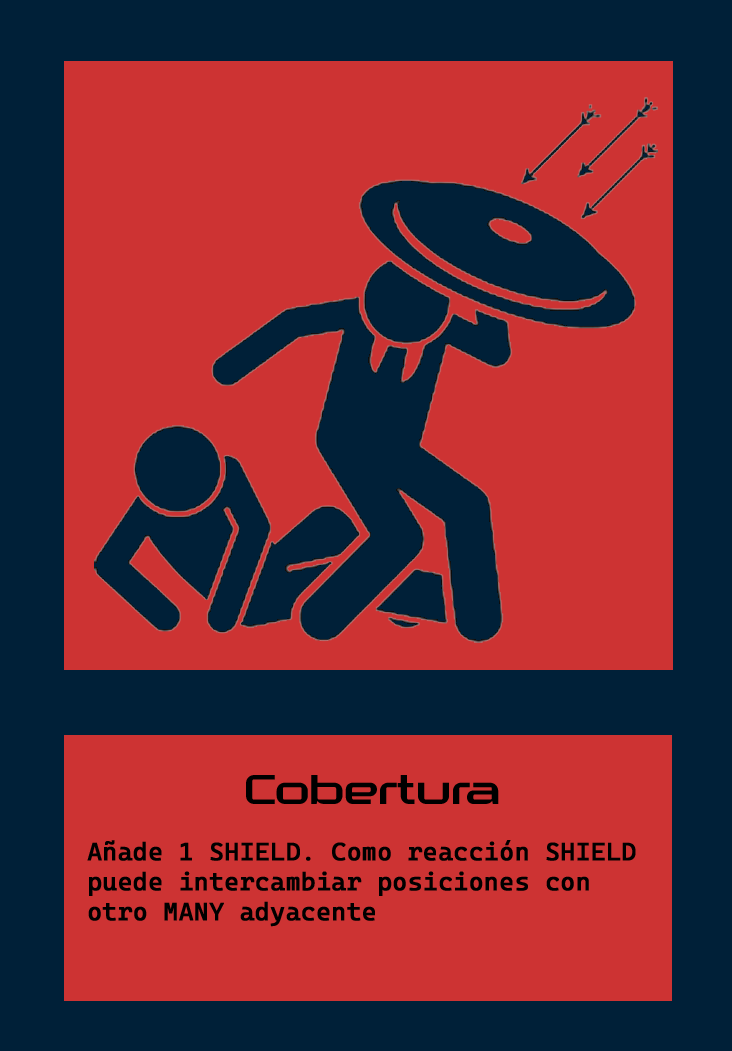 Cobertura
Añade 1 SHIELD. Como reacción SHIELD
puede intercambiar posiciones con
otro MANY adyacente